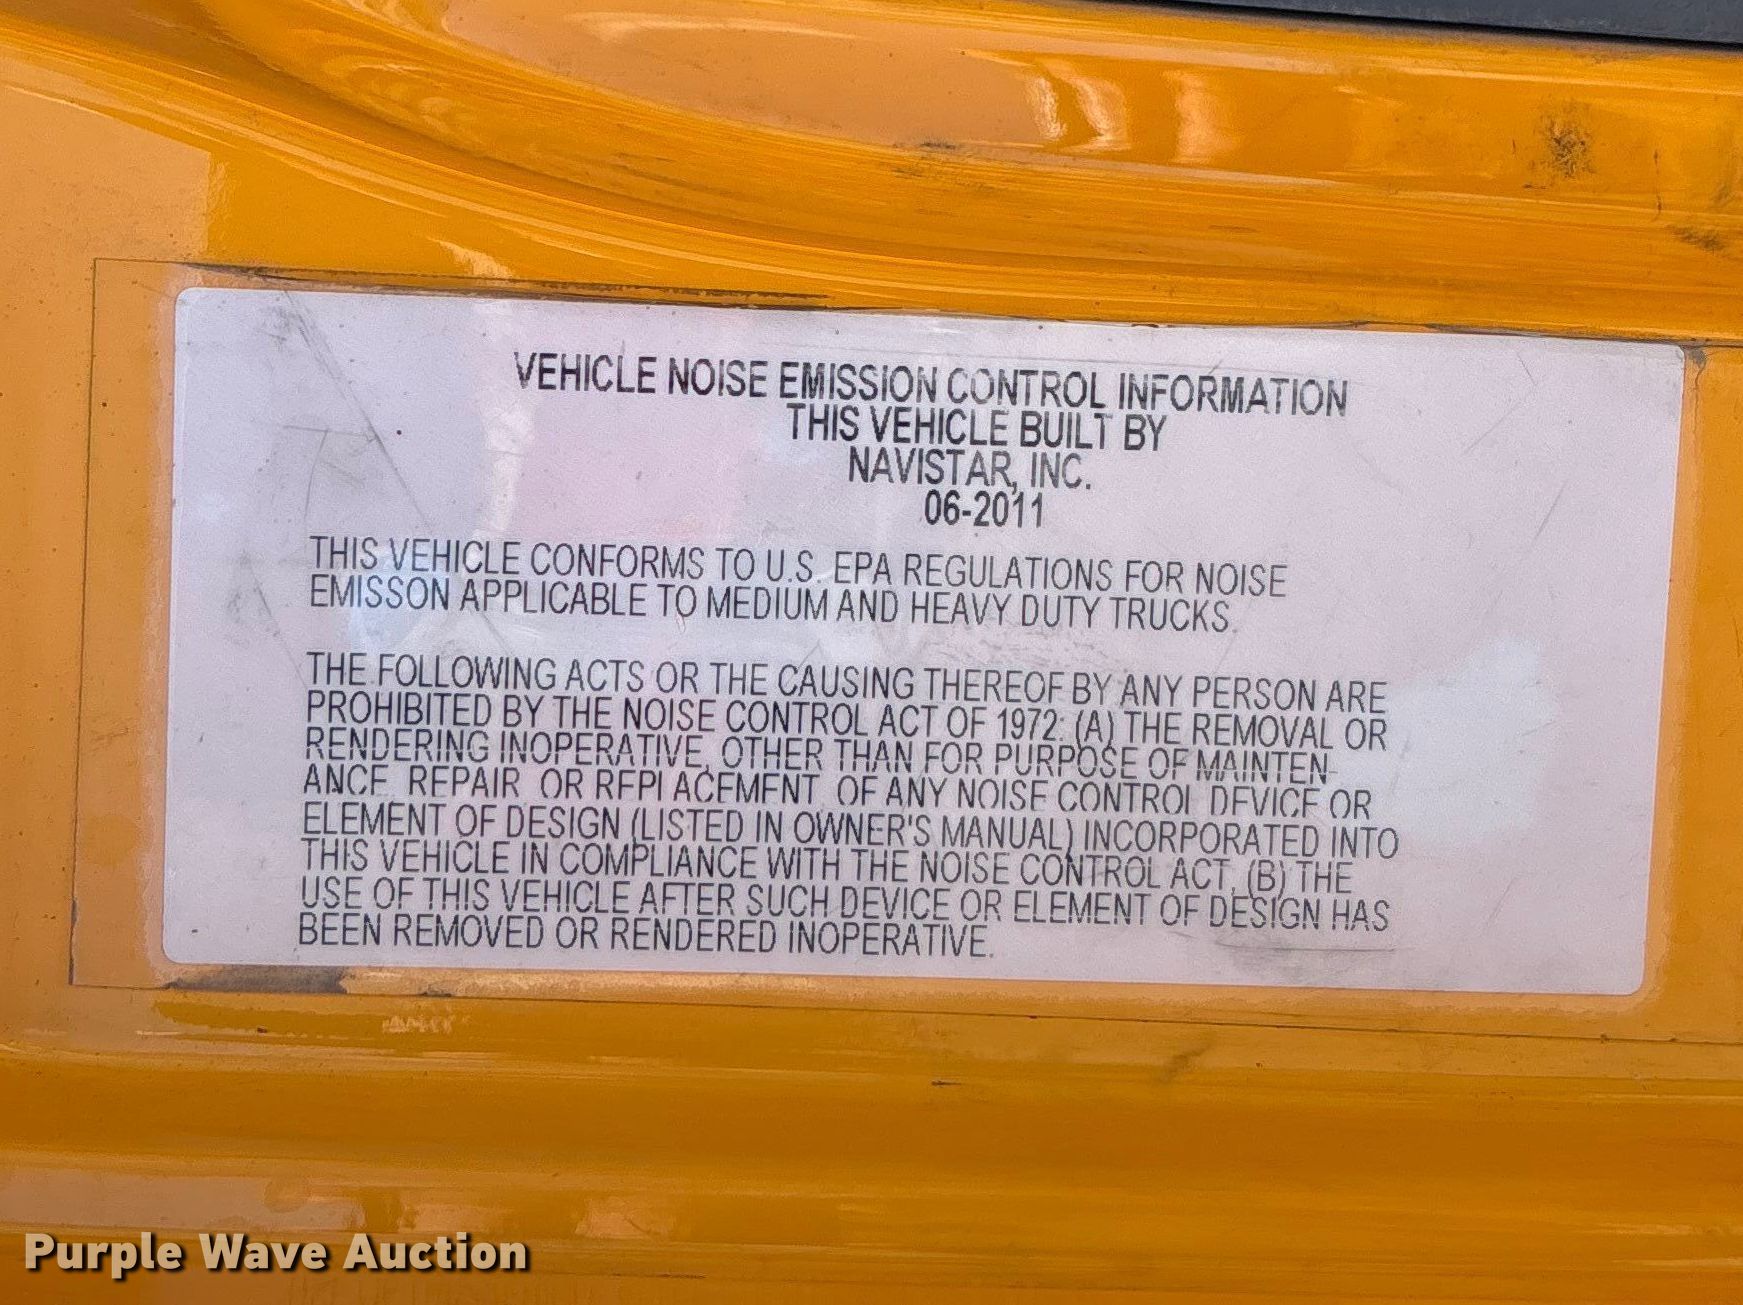 VEHICLE NOISE EMISSION CONTROL INFORMATION
THIS VEHICLE BUILT BY
NAVISTAR, INC.
06-2011
THIS VEHICLE CONFORMS TO U.S. EPA REGULATIONS FOR NOISE
EMISSON APPLICABLE TO MEDIUM AND HEAVY DUTY TRUCKS.
THE FOLLOWING ACTS OR THE CAUSING THEREOF BY ANY PERSON ARE
PROHIBITED BY THE NOISE CONTROL ACT OF 1972: (A) THE REMOVAL OR
RENDERING INOPERATIVE, OTHER THAN FOR PURPOSE OF MAINTEN-
ANCE, REPAIR, OR REPLACEMENT, OF ANY NOISE CONTROL DEVICE OR
ELEMENT OF DESIGN (LISTED IN OWNER'S MANUAL) INCORPORATED INTO
THIS VEHICLE IN COMPLIANCE WITH THE NOISE CONTROL ACT, (B) THE
USE OF THIS VEHICLE AFTER SUCH DEVICE OR ELEMENT OF DESIGN HAS
BEEN REMOVED OR RENDERED INOPERATIVE.
Purple Wave Auction